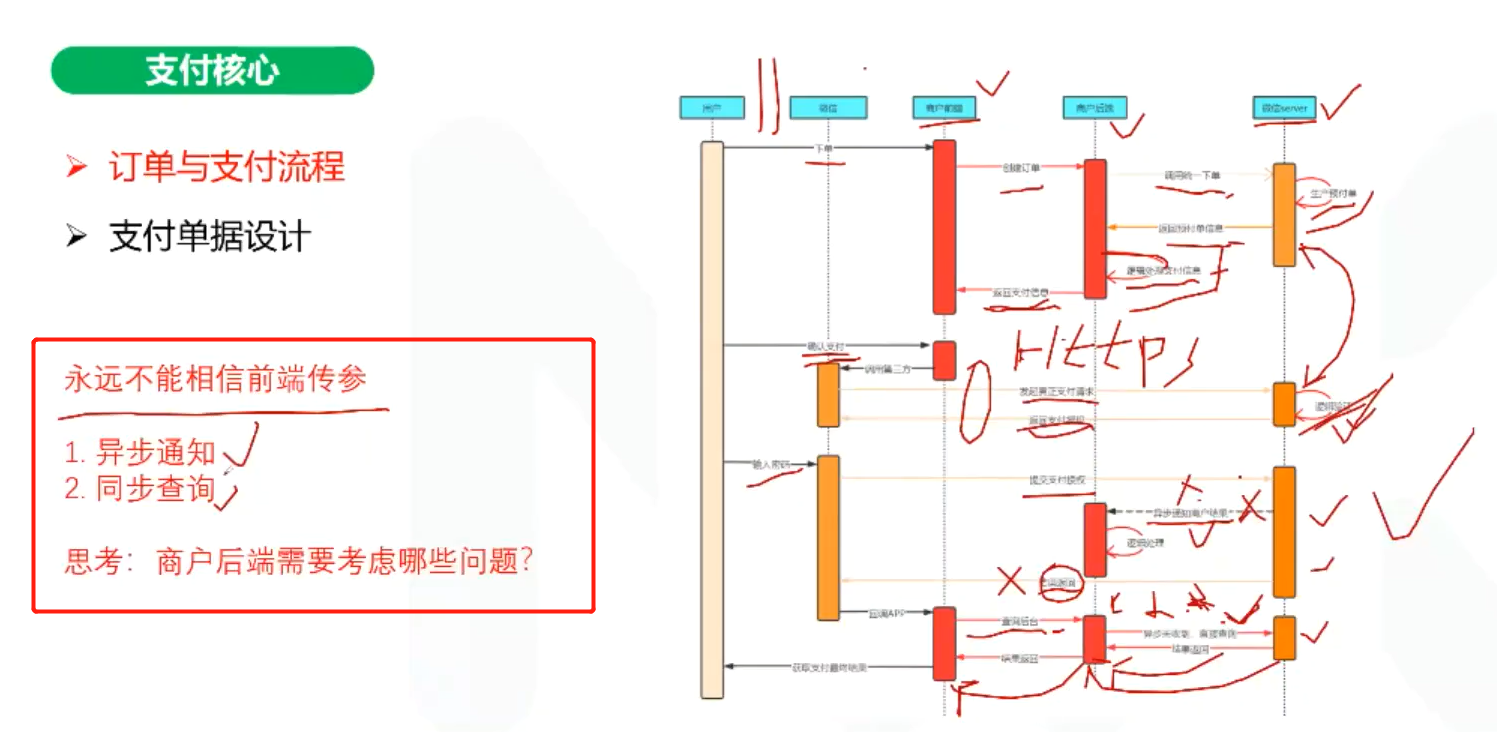 支付核心
订单与支付流程
支付单据设计
永远不能相信前端传参
1. 异步通知
2. 同步查询
思考：商户后端需要考虑哪些问题？
用户
微信
商户前端
商户后端
微信server
下单
创建订单
调用统一下单
生产预付单
返回预付单信息
逻辑处理支付信息
返回支付信息
Https
确认支付
调用第三方
发起真正支付请求
返回支付授权
输入密码
提交支付授权
异步通知商户结果
逻辑处理
回调APP
查询后台
异步未收到，直接查询
结果返回
结果返回
获取支付最终结果